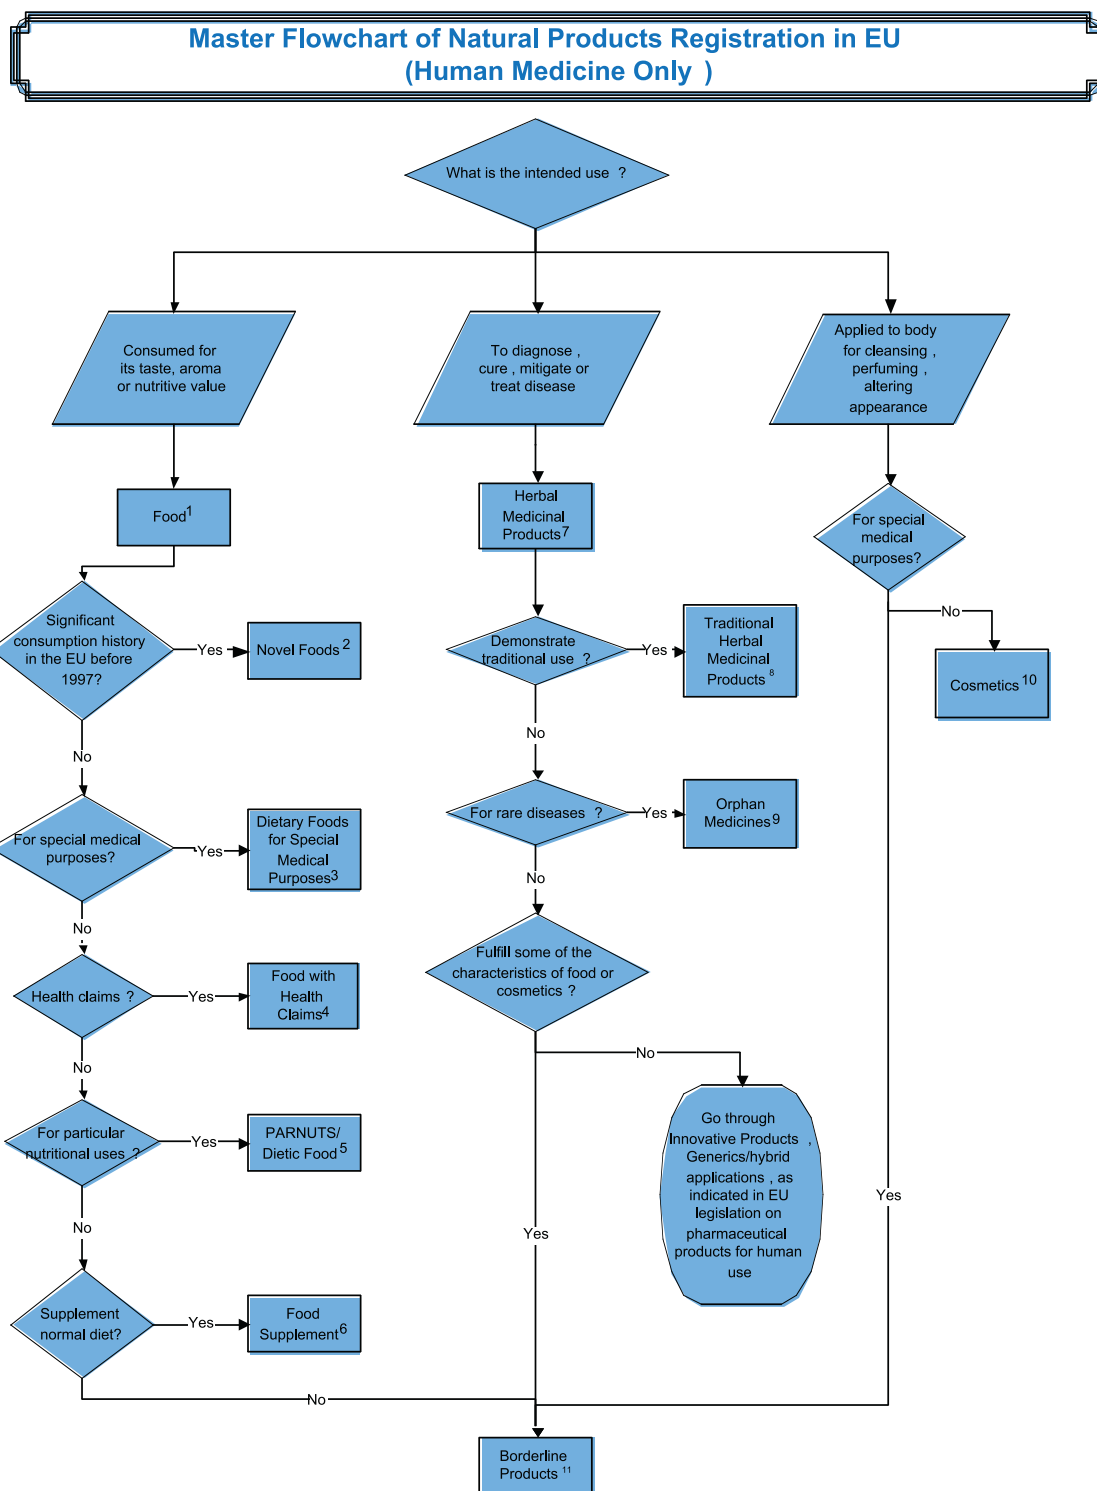 Master Flowchart of Natural Products Registration in EU
(Human Medicine Only )
What is the intended use ?
Consumed for
its taste, aroma
or nutritive value
To diagnose ,
cure , mitigate or
treat disease
Applied to body
for cleansing ,
perfuming ,
altering
appearance
Food1
Herbal
Medicinal
Products7
For special
medical
purposes?
Significant
consumption history
in the EU before
1997?
Yes
Novel Foods 2
Demonstrate
traditional use ?
Yes
Traditional
Herbal
Medicinal
Products 8
No
Cosmetics 10
No
No
For special medical
purposes?
Yes
Dietary Foods
for Special
Medical
Purposes3
For rare diseases ?
Yes
Orphan
Medicines9
No
No
Health claims ?
Yes
Food with
Health
Claims4
Fulfill some of the
characteristics of food or
cosmetics ?
No
No
For particular
nutritional uses ?
Yes
PARNUTS/
Dietic Food 5
Go through
Innovative Products ,
Generics/hybrid
applications , as
indicated in EU
legislation on
pharmaceutical
products for human
use
Yes
No
Yes
Supplement
normal diet?
Yes
Food
Supplement6
No
Borderline
Products 11